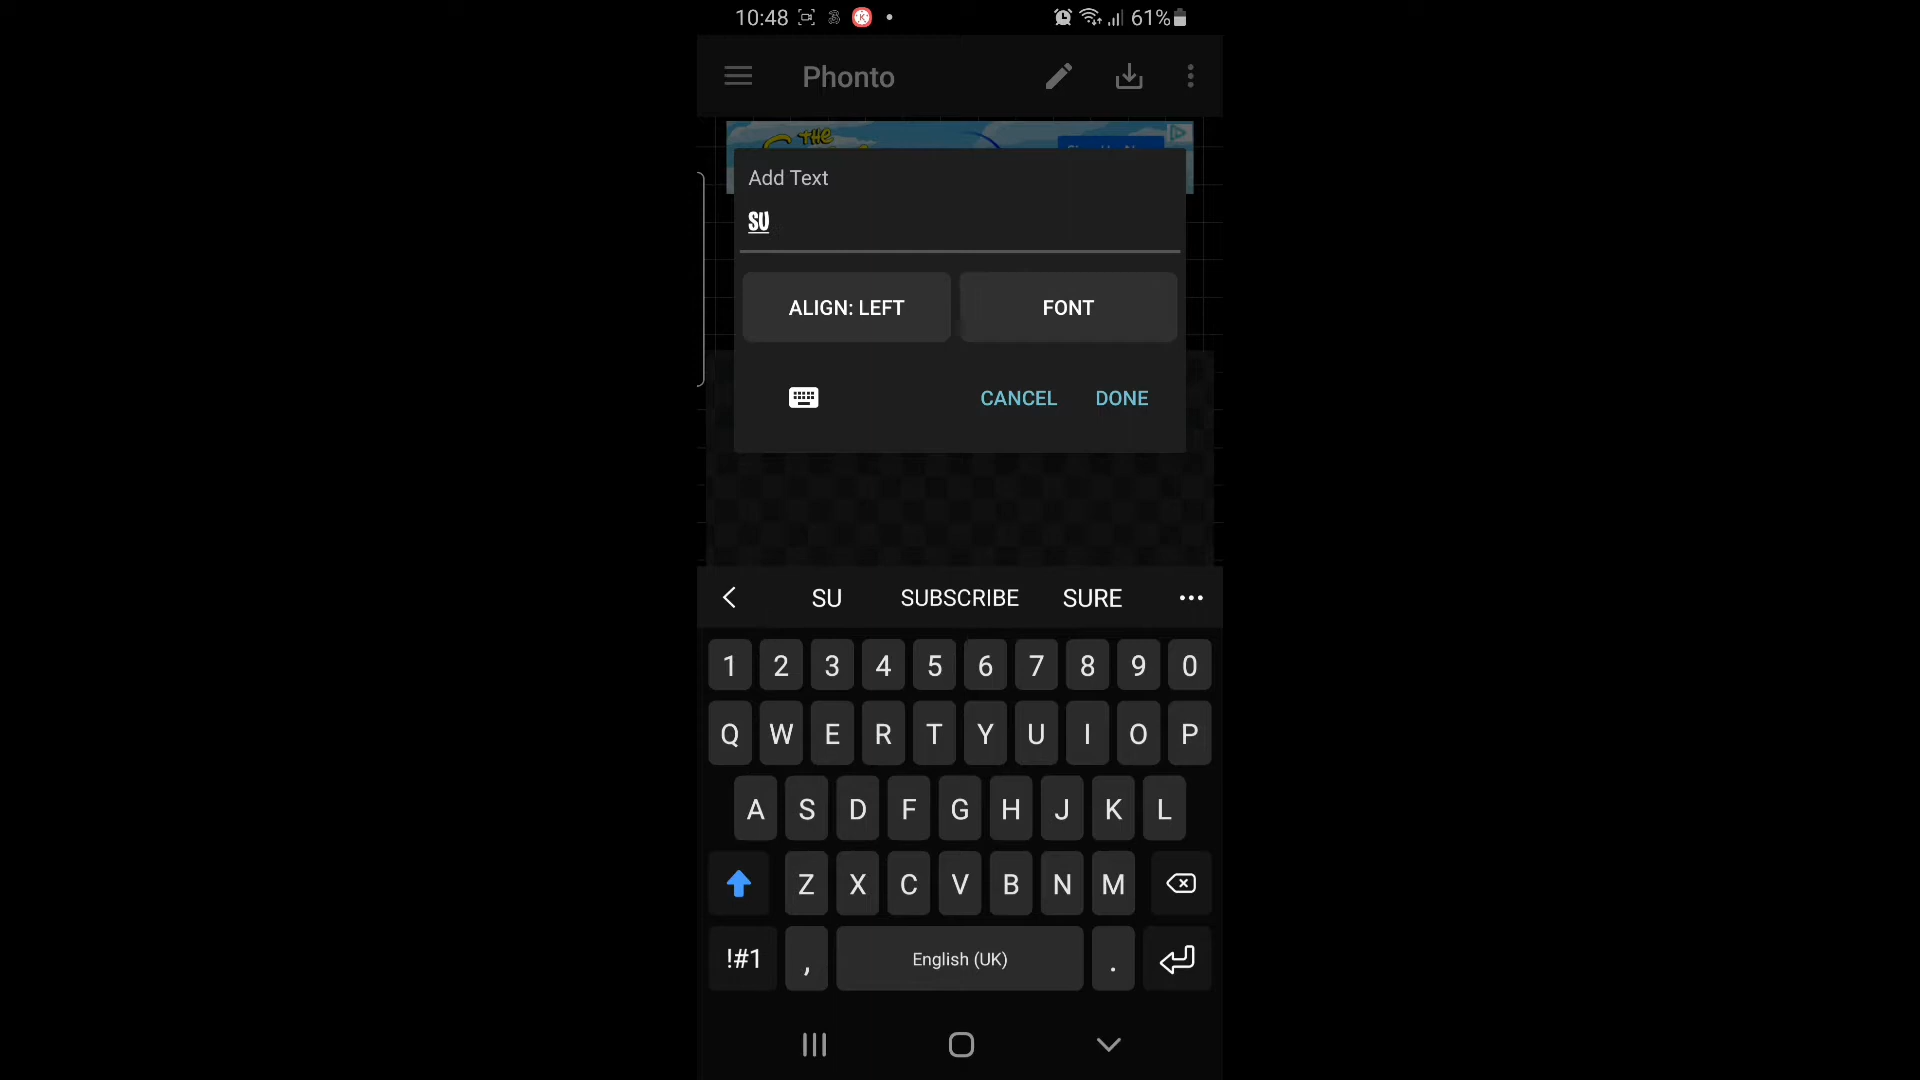 10:48 61%
Phonto
THE
Add Text
SU
ALIGN: LEFT FONT
CANCEL DONE
SU SUBSCRIBE SURE
1 2 3 4 5 6 7 8 9 0
Q W E R T Y U I O P
A S D F G H J K L
Z X C V B N M
!#1 , English (UK) .